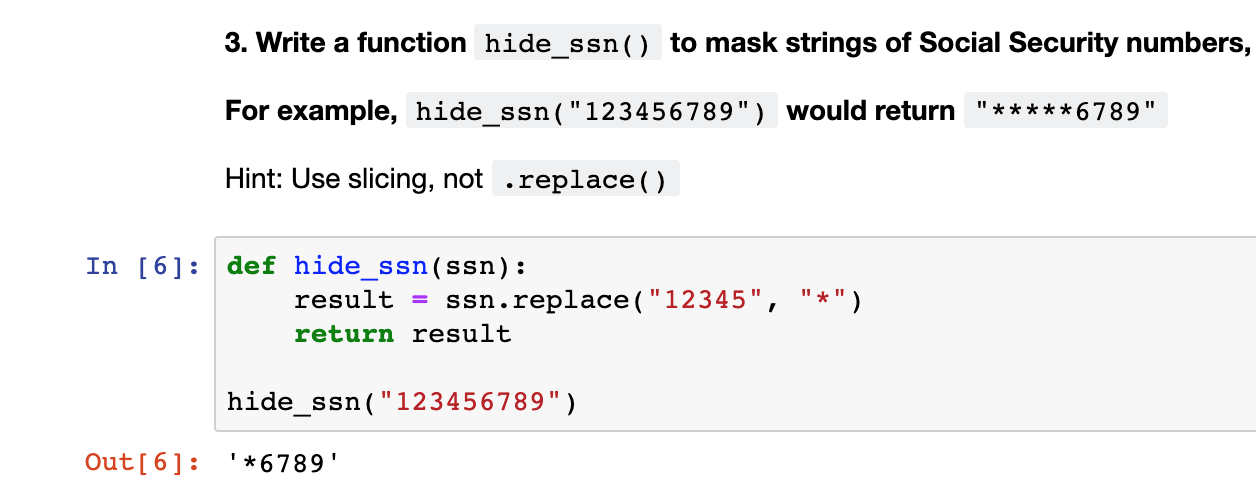 3. Write a function hide_ssn() to mask strings of Social Security numbers,
For example, hide_ssn("123456789") would return "*****6789"
Hint: Use slicing, not .replace()
In [6]: def hide_ssn(ssn):
    result = ssn.replace("12345", "*")
    return result
hide_ssn("123456789")
Out[6]: '*6789'